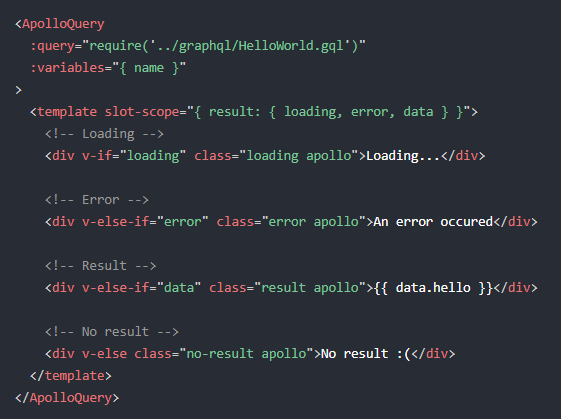 <ApolloQuery
  :query="require('../graphql/HelloWorld.gql')"
  :variables="{ name }"
>
  <template slot-scope="{ result: { loading, error, data } }">
    <!-- Loading -->
    <div v-if="loading" class="loading apollo">Loading...</div>

    <!-- Error -->
    <div v-else-if="error" class="error apollo">An error occured</div>

    <!-- Result -->
    <div v-else-if="data" class="result apollo">{{ data.hello }}</div>

    <!-- No result -->
    <div v-else class="no-result apollo">No result :(</div>
  </template>
</ApolloQuery>